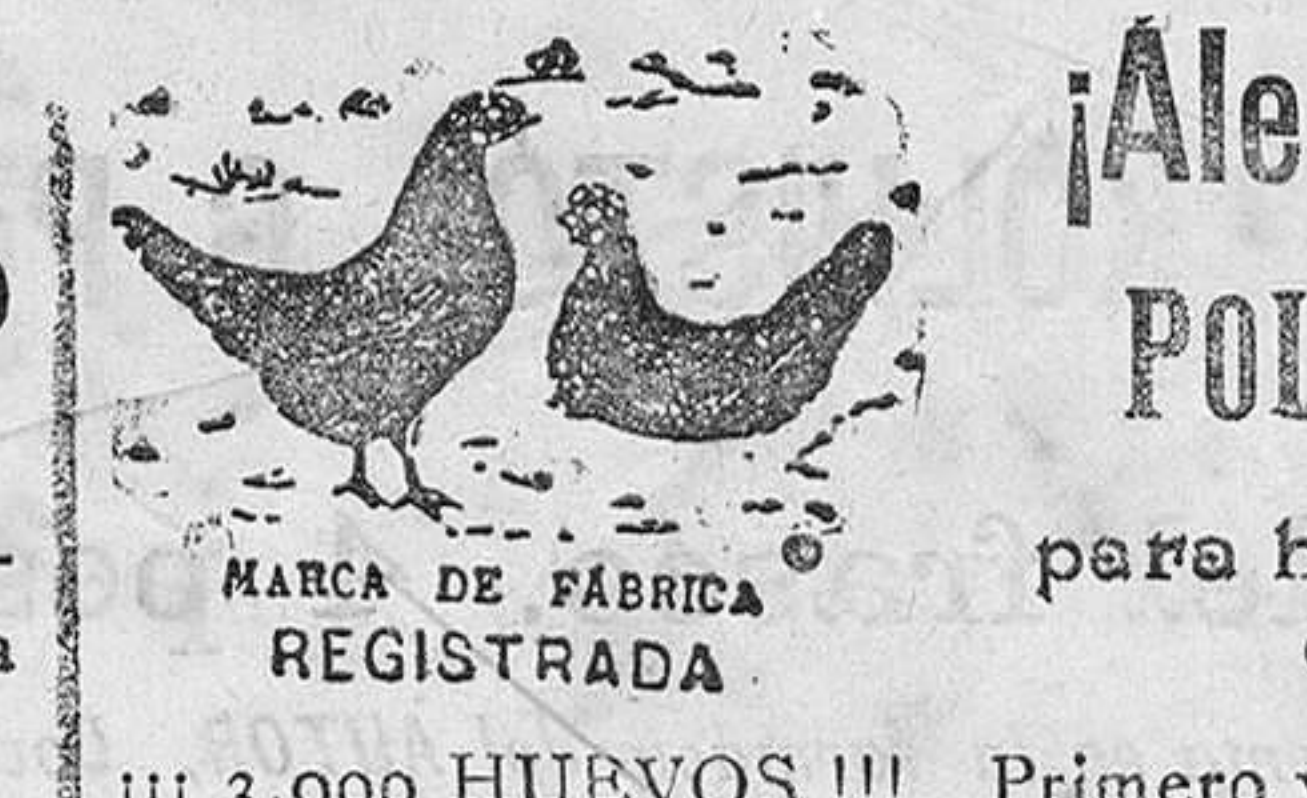 MARCA DE FÁBRICA
REGISTRADA
¡¡¡ 3.000 HUEVOS !!!
¡Ale
POL
para h
Primero